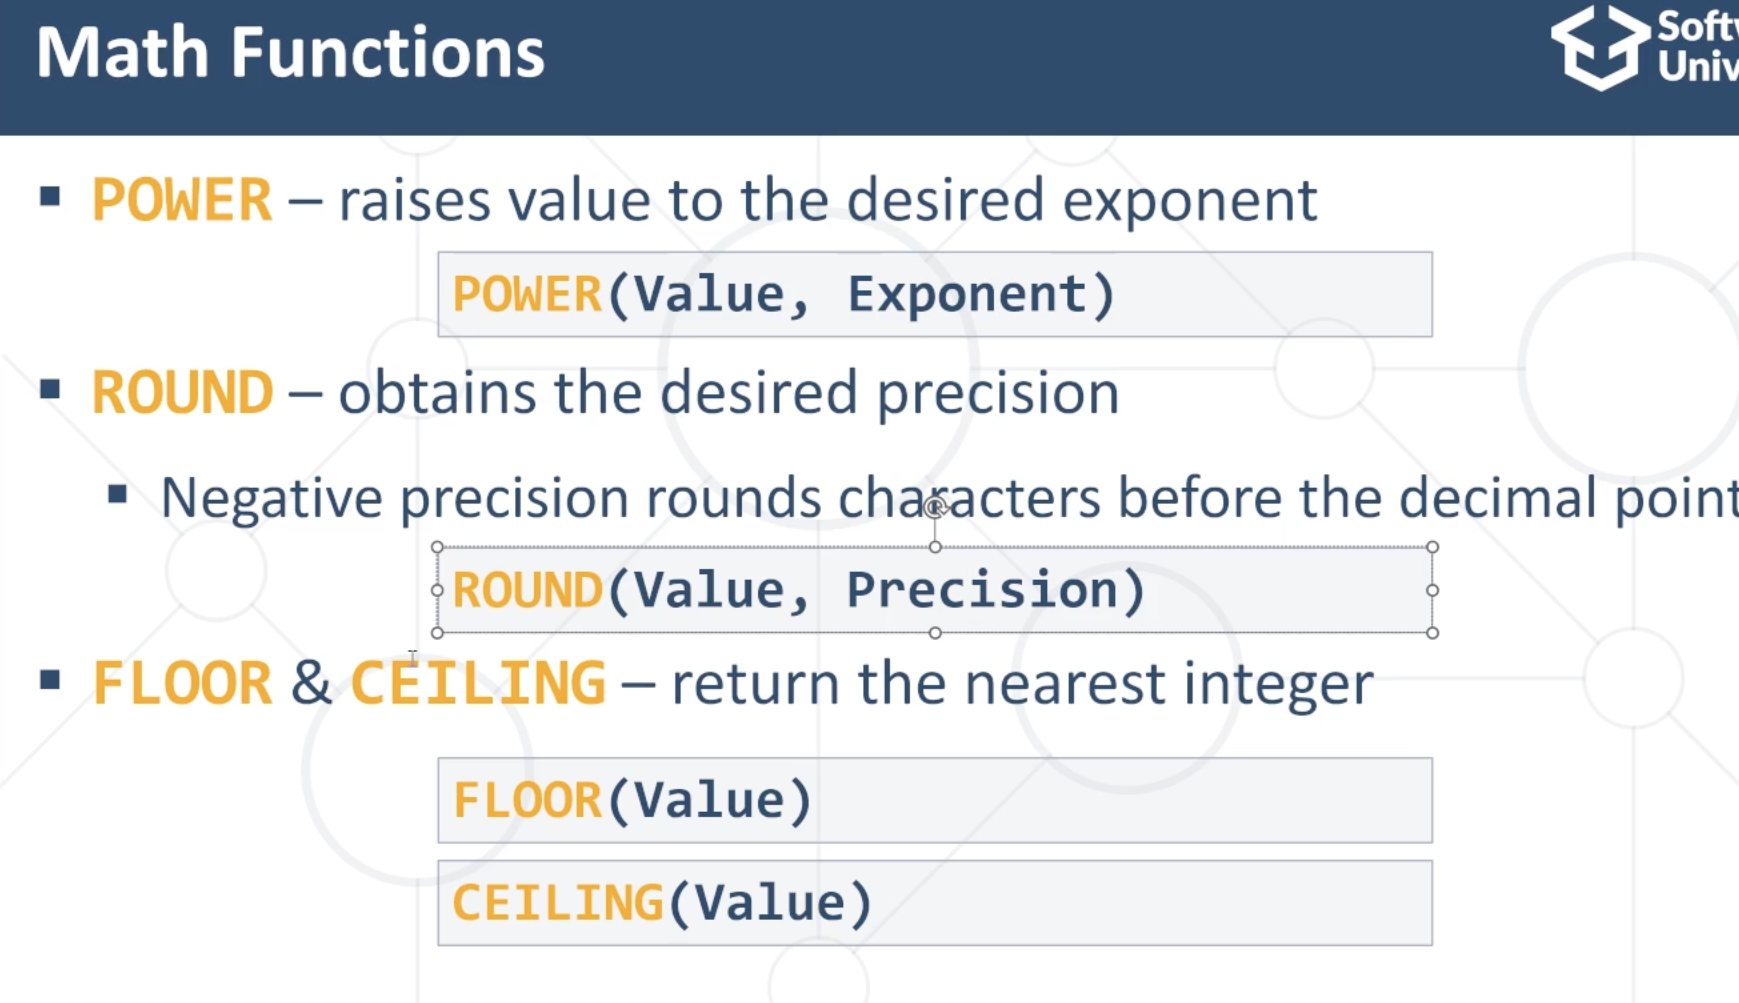 Math Functions
Soft
Univ
▪ POWER – raises value to the desired exponent
POWER(Value, Exponent)
▪ ROUND – obtains the desired precision
▪ Negative precision rounds characters before the decimal point
ROUND(Value, Precision)
▪ FLOOR & CEILING – return the nearest integer
FLOOR(Value)
CEILING(Value)